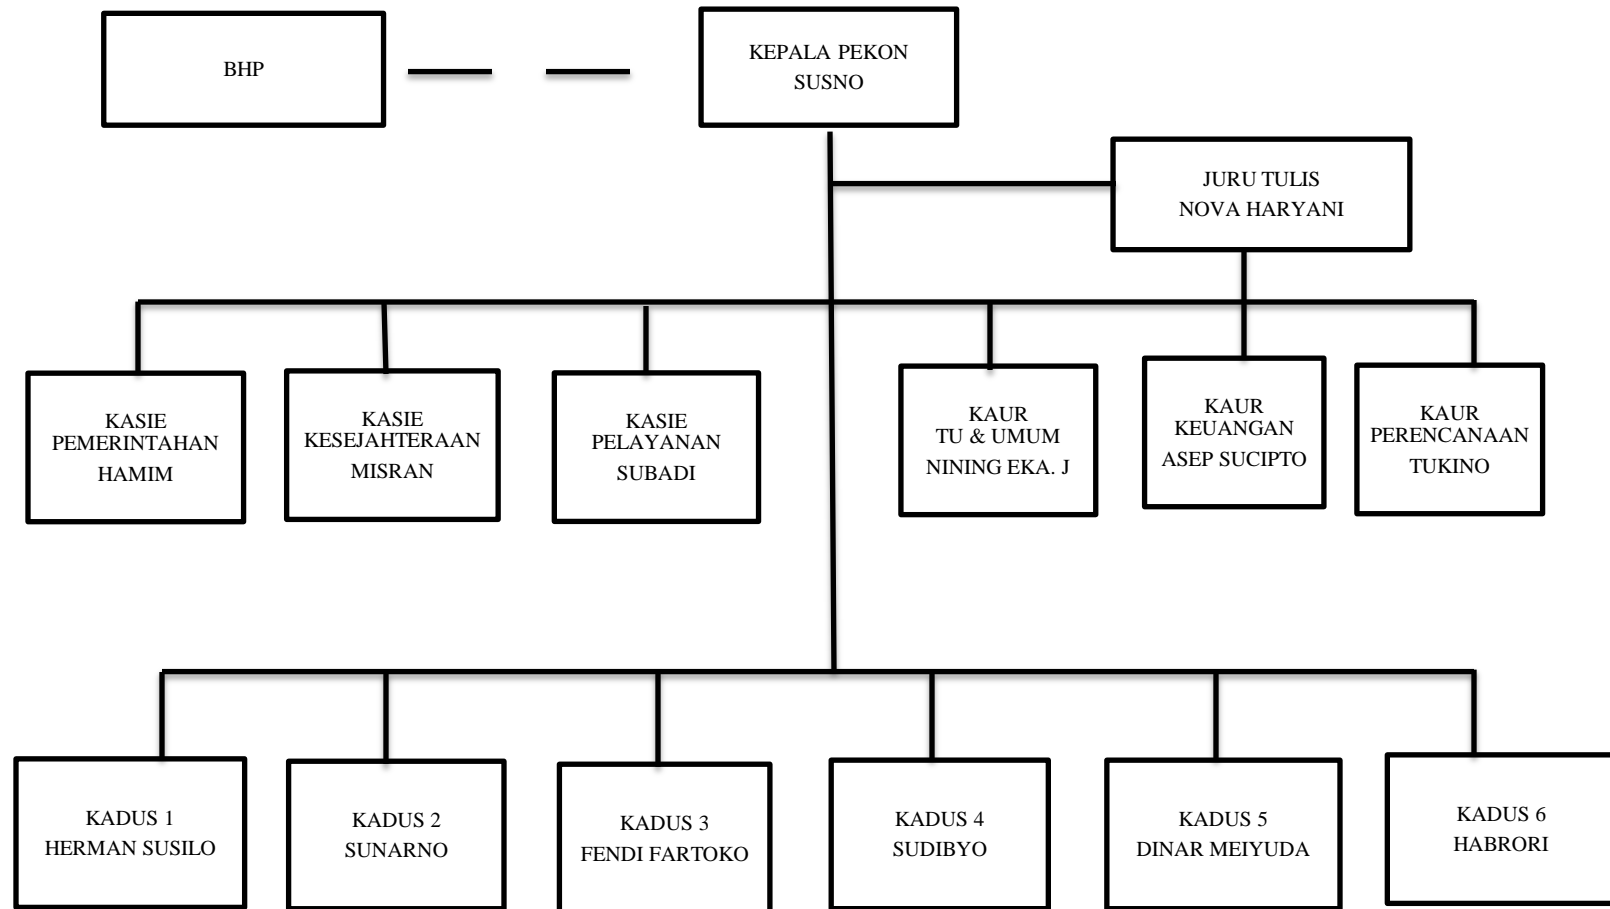 BHP
KEPALA PEKON
SUSNO
JURU TULIS
NOVA HARYANI
KASIE
PEMERINTAHAN
HAMIM
KASIE
KESEJAHTERAAN
MISRAN
KASIE
PELAYANAN
SUBADI
KAUR
TU & UMUM
NINING EKA. J
KAUR
KEUANGAN
ASEP SUCIPTO
KAUR
PERENCANAAN
TUKINO
KADUS 1
HERMAN SUSILO
KADUS 2
SUNARNO
KADUS 3
FENDI FARTOKO
KADUS 4
SUDIBYO
KADUS 5
DINAR MEIYUDA
KADUS 6
HABRORI